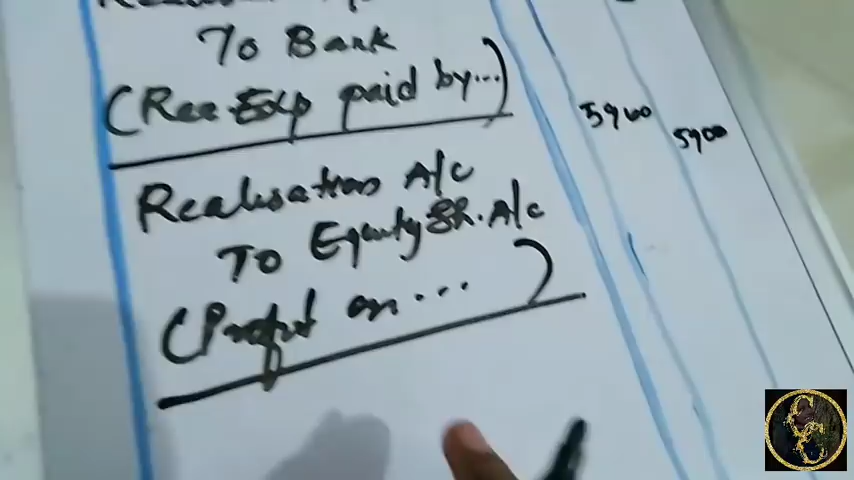 To Bank
(Rea Exp paid by...)
5900
5900
Realisation A/c
To Equity Sh. A/c
(Profit on ... )